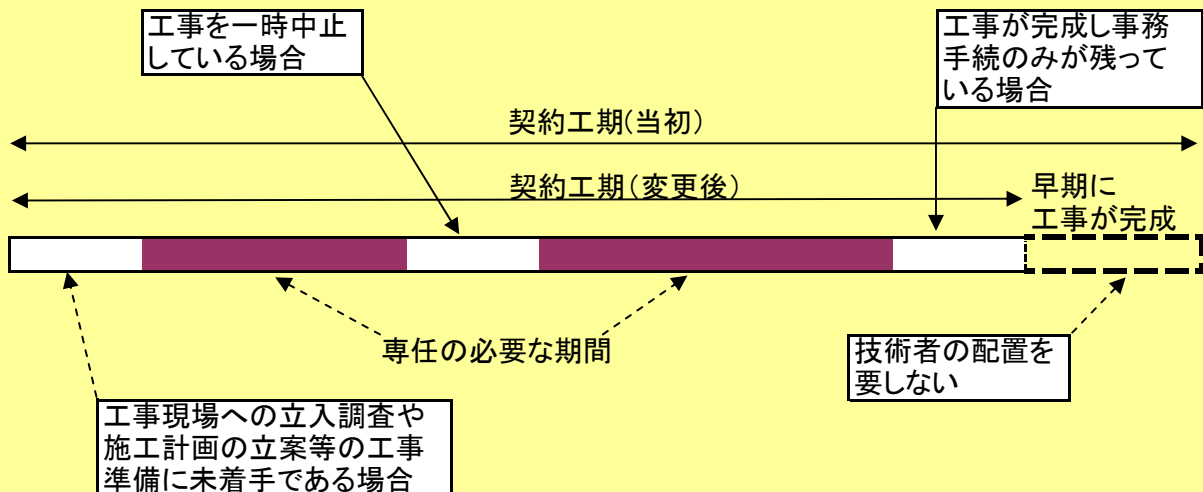 工事を一時中止
している場合
工事が完成し事務
手続のみが残って
いる場合
契約工期(当初)
契約工期(変更後)
早期に
工事が完成
専任の必要な期間
技術者の配置を
要しない
工事現場への立入調査や
施工計画の立案等の工事
準備に未着手である場合